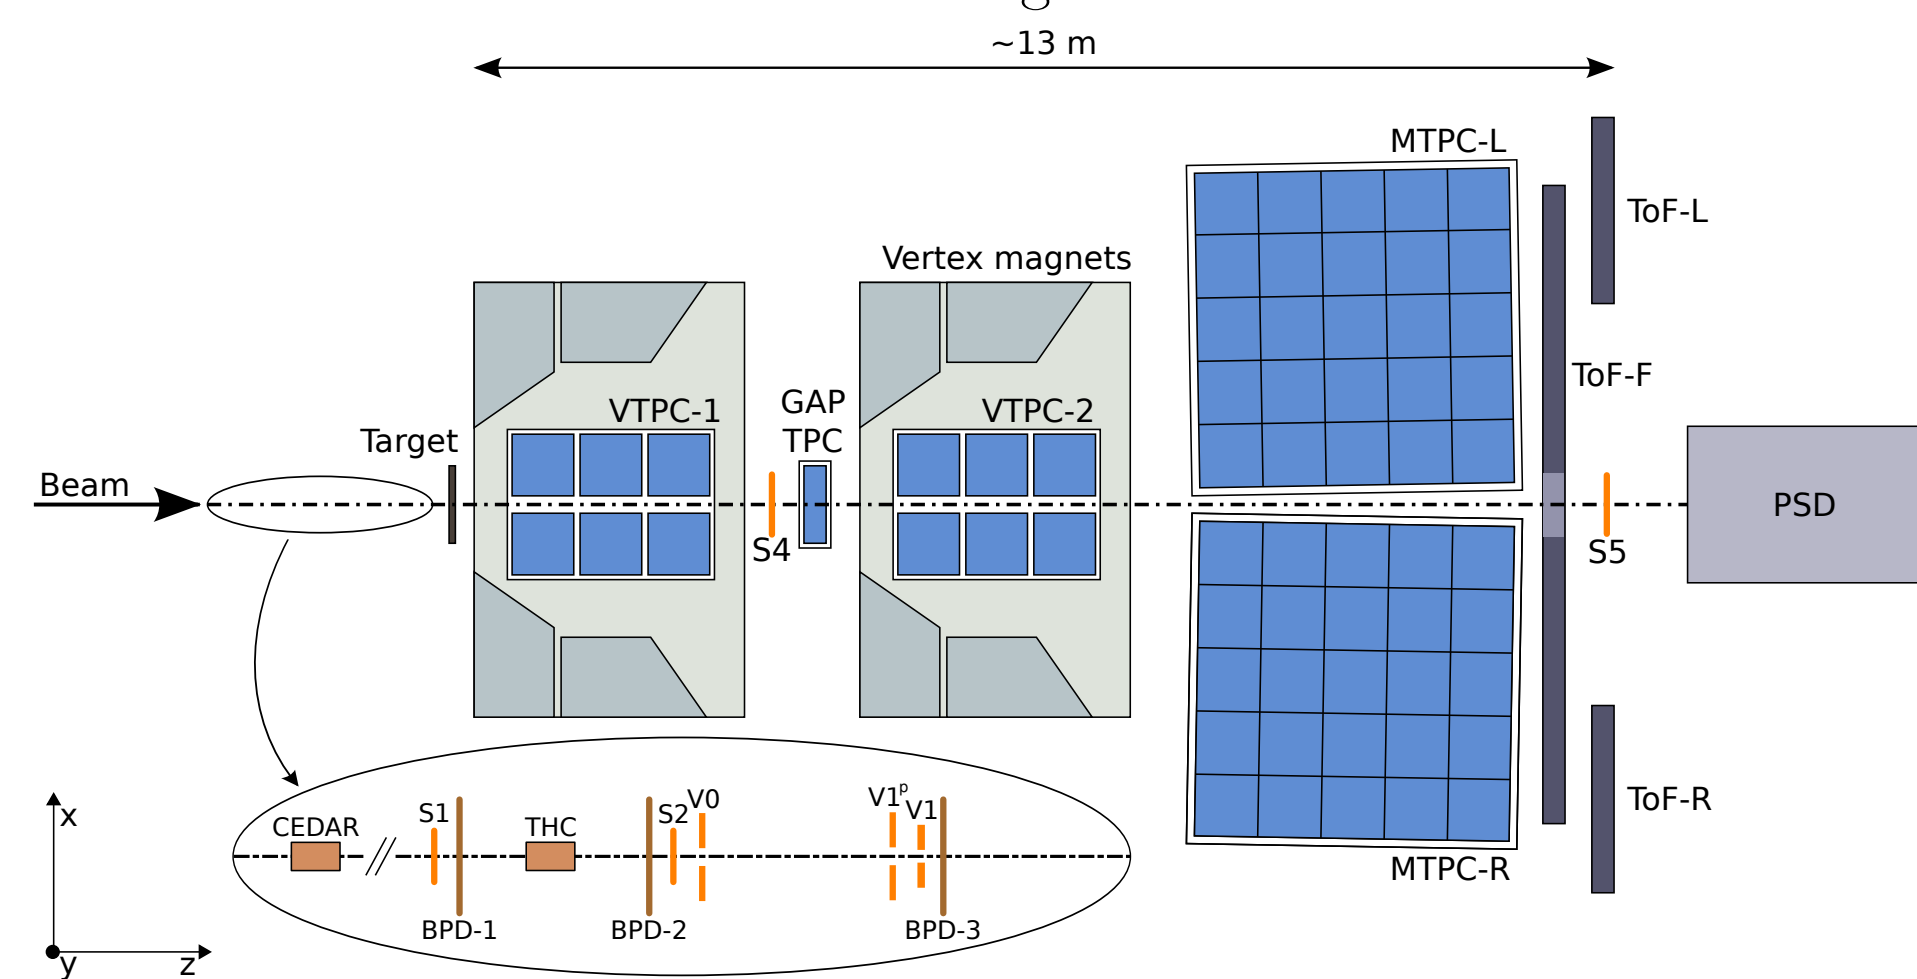 g
~13 m
MTPC-L
ToF-L
Vertex magnets
ToF-F
GAP
TPC
VTPC-1
VTPC-2
Target
Beam
S4
S5
PSD
x
y
z
CEDAR
S1
THC
S2
V0
V1p
V1
BPD-1
BPD-2
BPD-3
MTPC-R
ToF-R